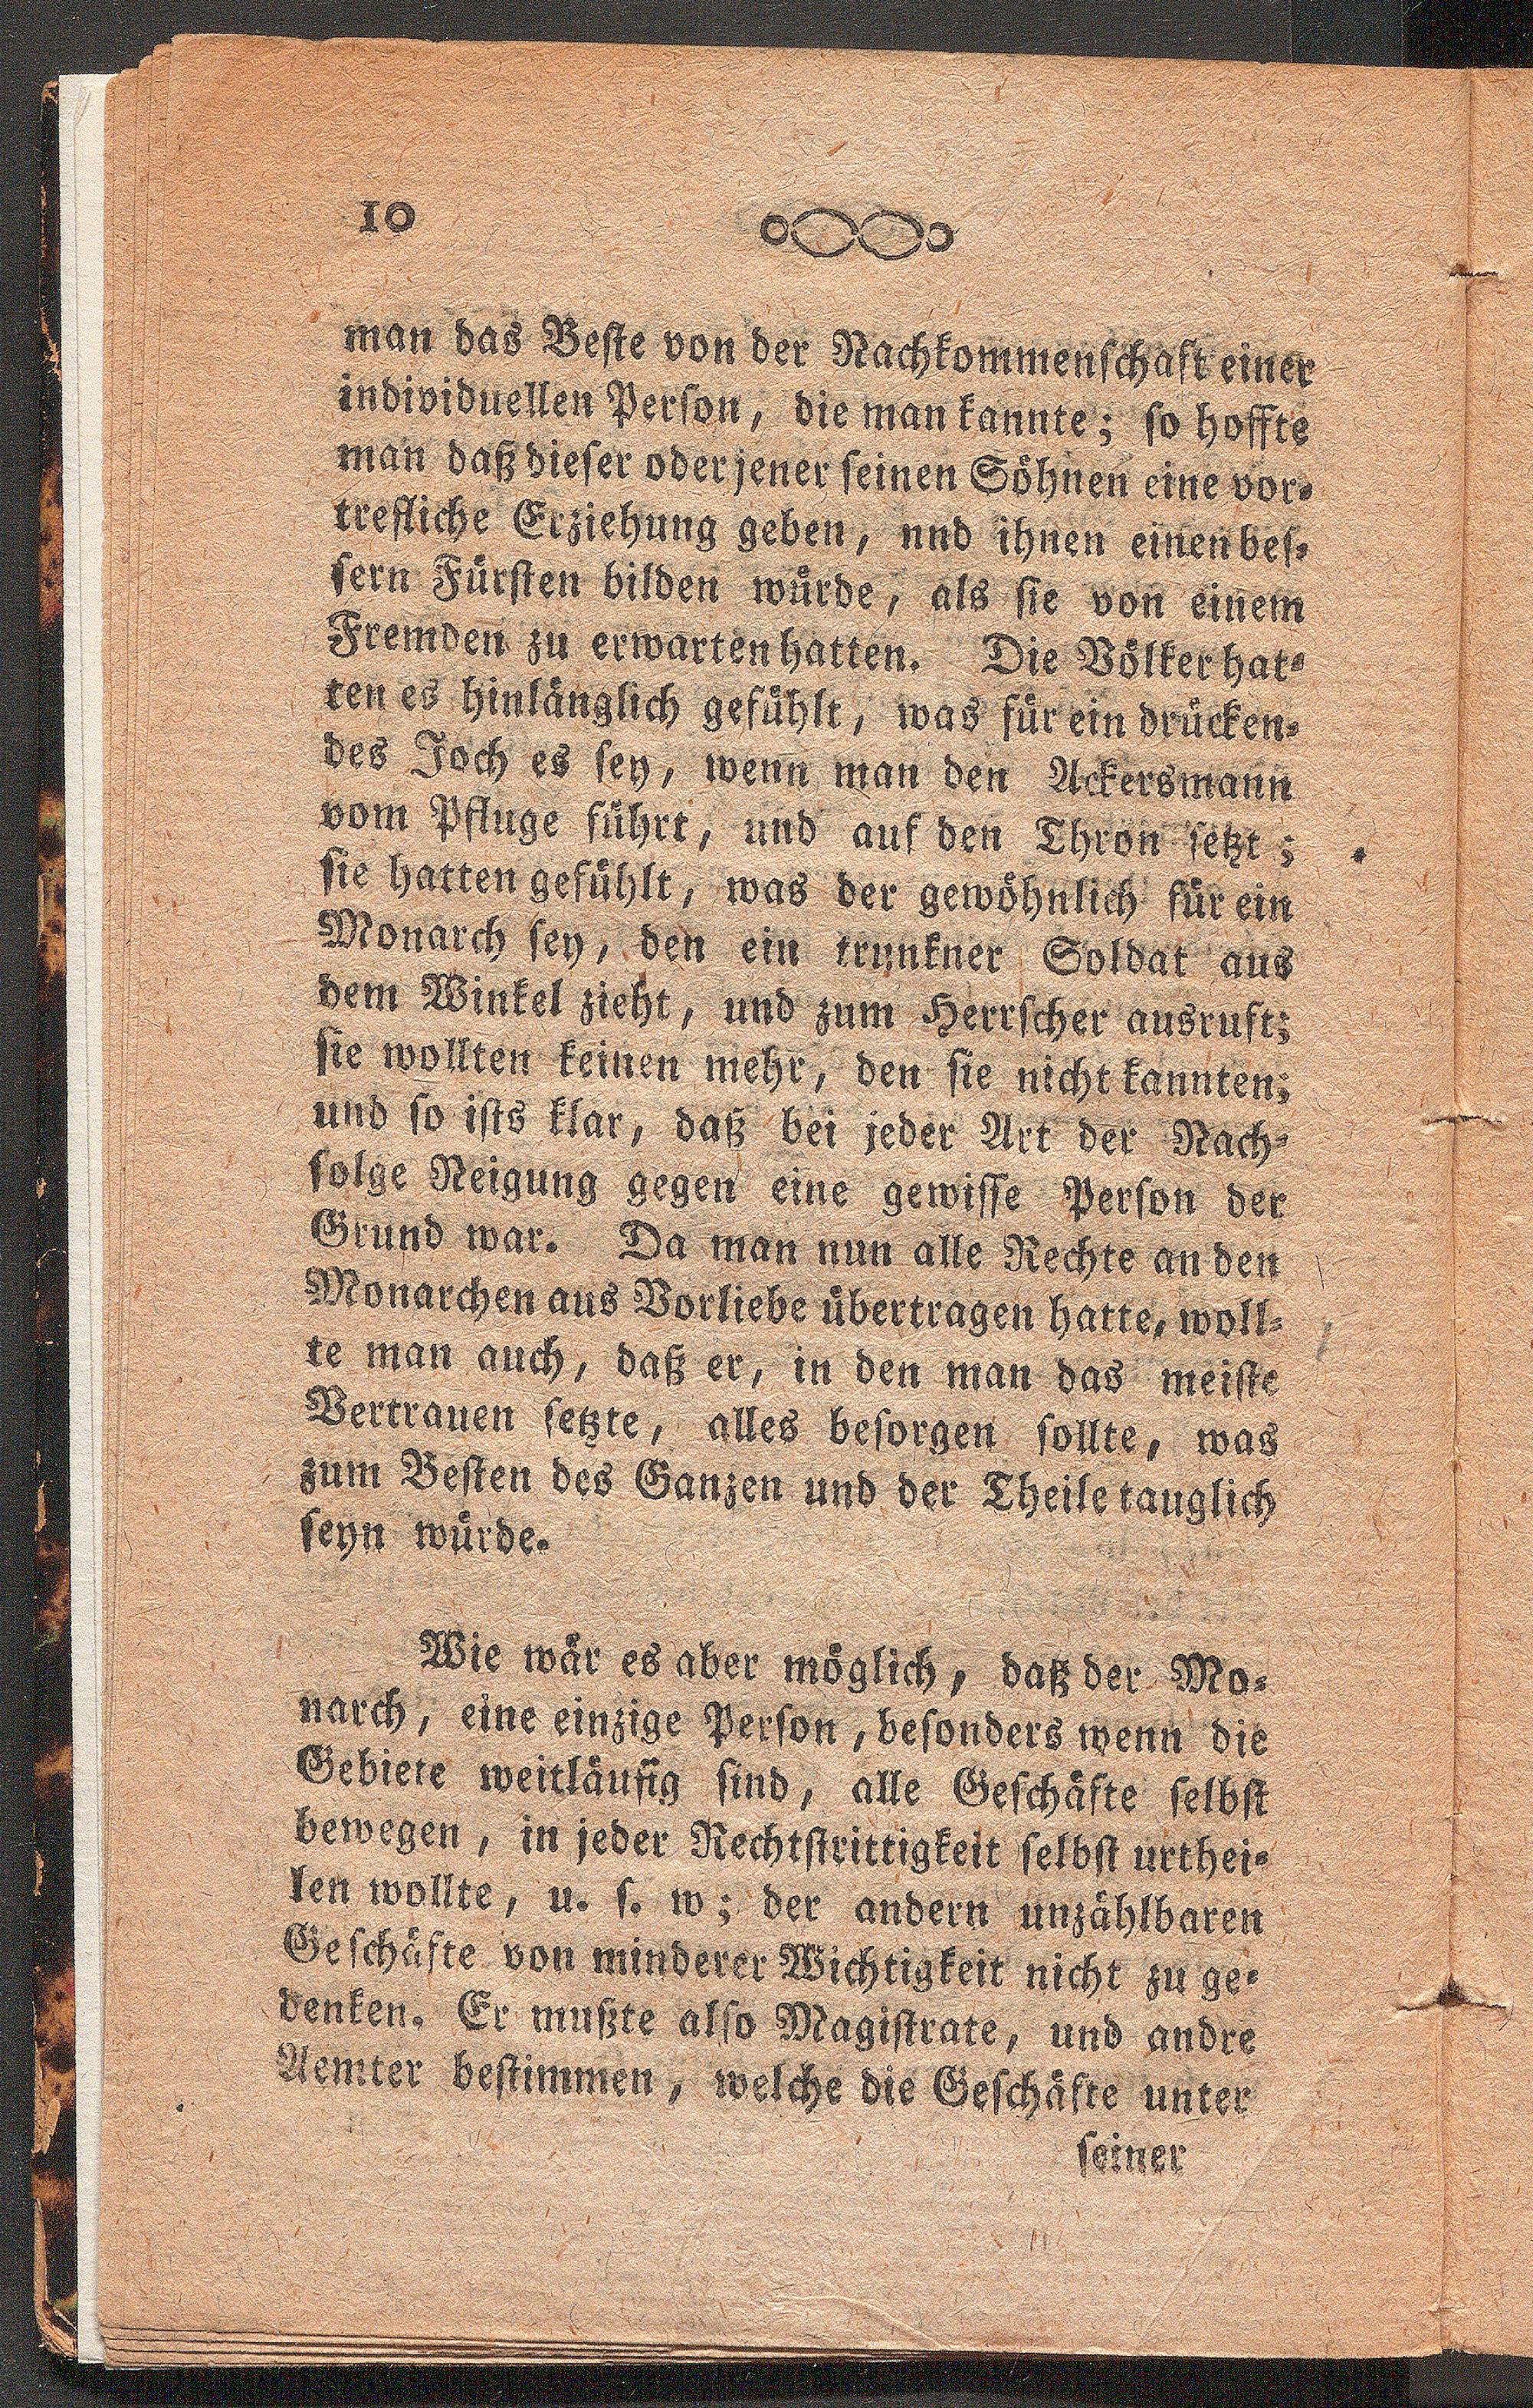 10
man das Beste von der Nachkommenschaft einer
individuellen Person, die man kannte; so hoffte
man daß dieser oder jener seinen Söhnen eine vor-
trefliche Erziehung geben, nnd ihnen einen bes-
sern Fürsten bilden würde, als sie von einem
Fremden zu erwarten hatten. Die Völker hat-
ten es hinlänglich gefühlt, was für ein drücken-
des Joch es sey, wenn man den Ackersmann
vom Pfluge führt, und auf den Thron setzt;
sie hatten gefühlt, was der gewöhnlich für ein
Monarch sey, den ein trunkner Soldat aus
dem Winkel zieht, und zum Herrscher ausruft;
sie wollten keinen mehr, den sie nicht kannten;
und so ists klar, daß bei jeder Art der Nach-
folge Neigung gegen eine gewisse Person der
Grund war. Da man nun alle Rechte an den
Monarchen aus Vorliebe übertragen hatte, woll-
te man auch, daß er, in den man das meiste
Vertrauen setzte, alles besorgen sollte, was
zum Besten des Ganzen und der Theile tauglich
seyn würde.
Wie wär es aber möglich, daß der Mo-
narch, eine einzige Person, besonders wenn die
Gebiete weitläufig sind, alle Geschäfte selbst
bewegen, in jeder Rechtstrittigkeit selbst urthei-
len wollte, u. s. w; der andern unzählbaren
Geschäfte von minderer Wichtigkeit nicht zu ge-
denken. Er mußte also Magistrate, und andre
Aemter bestimmen, welche die Geschäfte unter
seiner